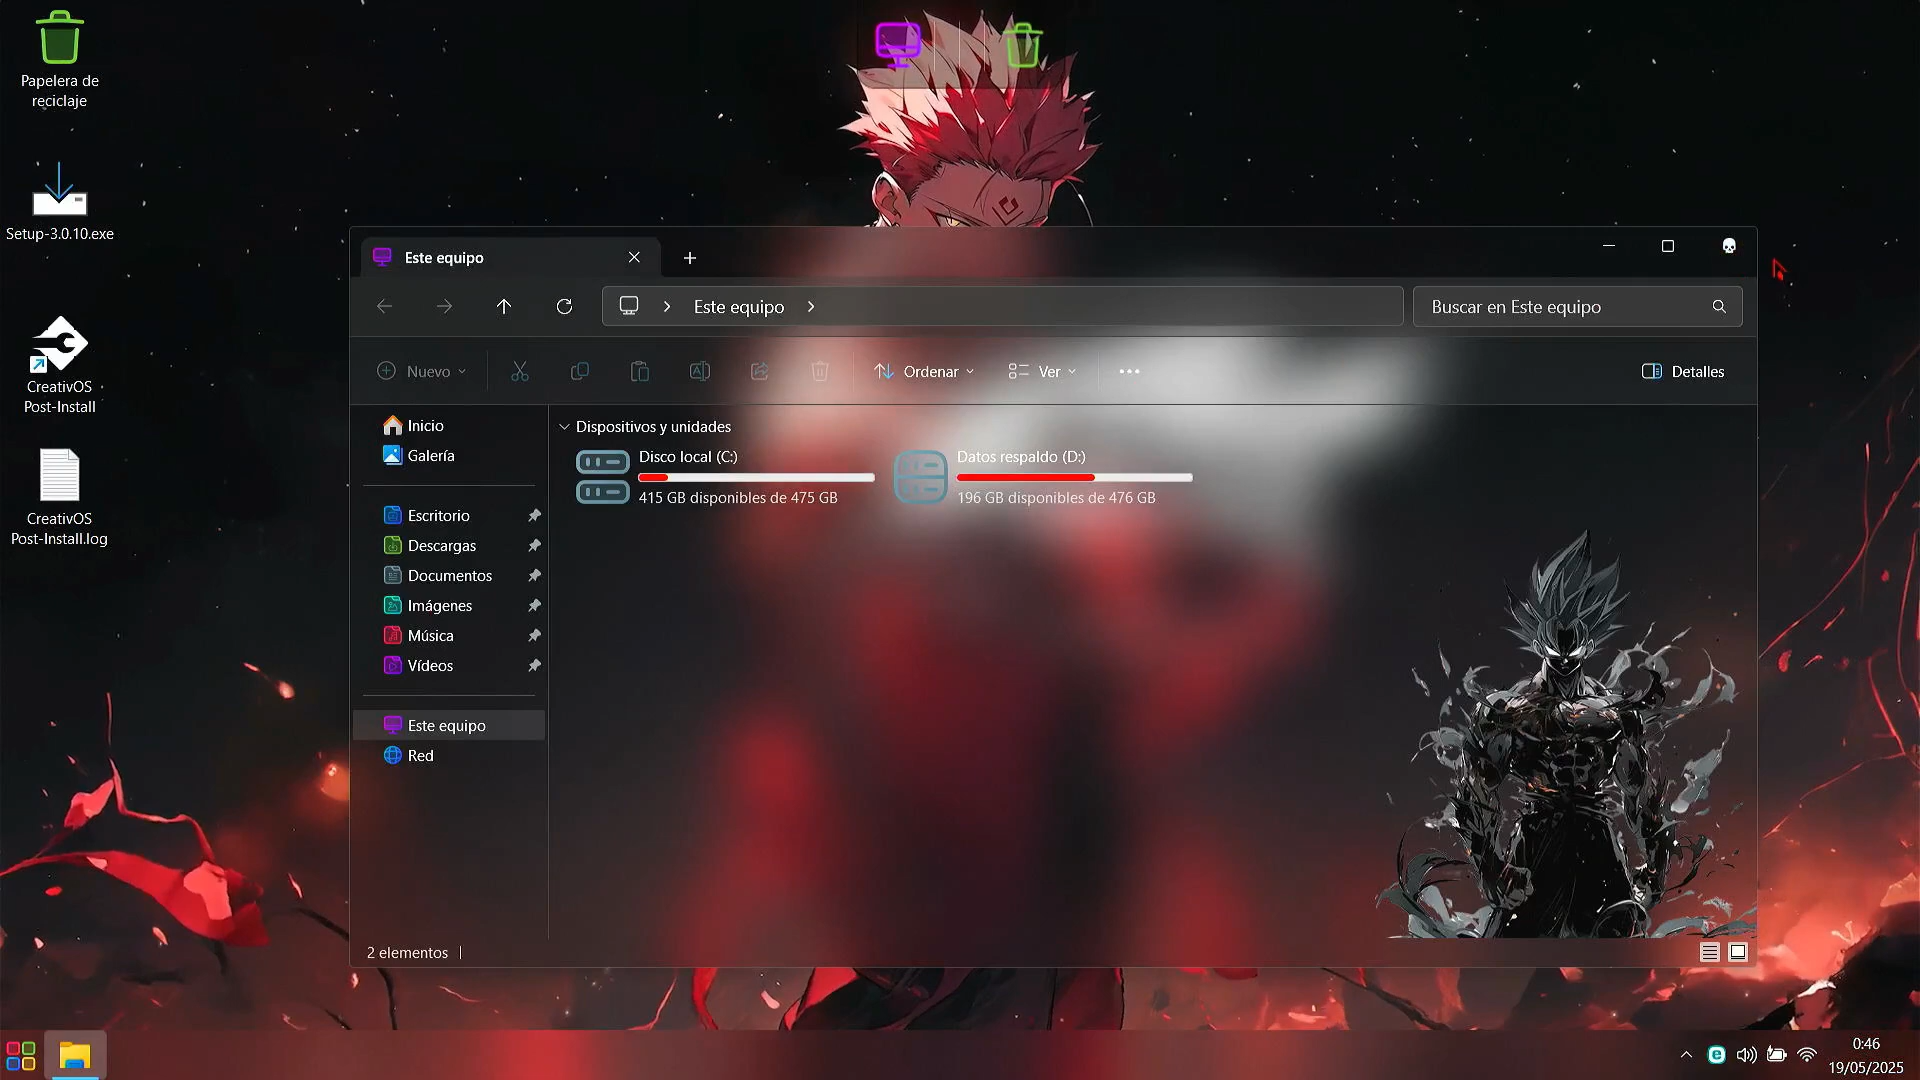 Papelera de
reciclaje
Setup-3.0.10.exe
CreativOS
Post-Install
CreativOS
Post-Install.log
Este equipo
Este equipo
Buscar en Este equipo
Nuevo
Ordenar
Ver
Detalles
Inicio
Galería
Escritorio
Descargas
Documentos
Imágenes
Música
Vídeos
Este equipo
Red
Dispositivos y unidades
Disco local (C:)
415 GB disponibles de 475 GB
Datos respaldo (D:)
196 GB disponibles de 476 GB
2 elementos
0:46
19/05/2025